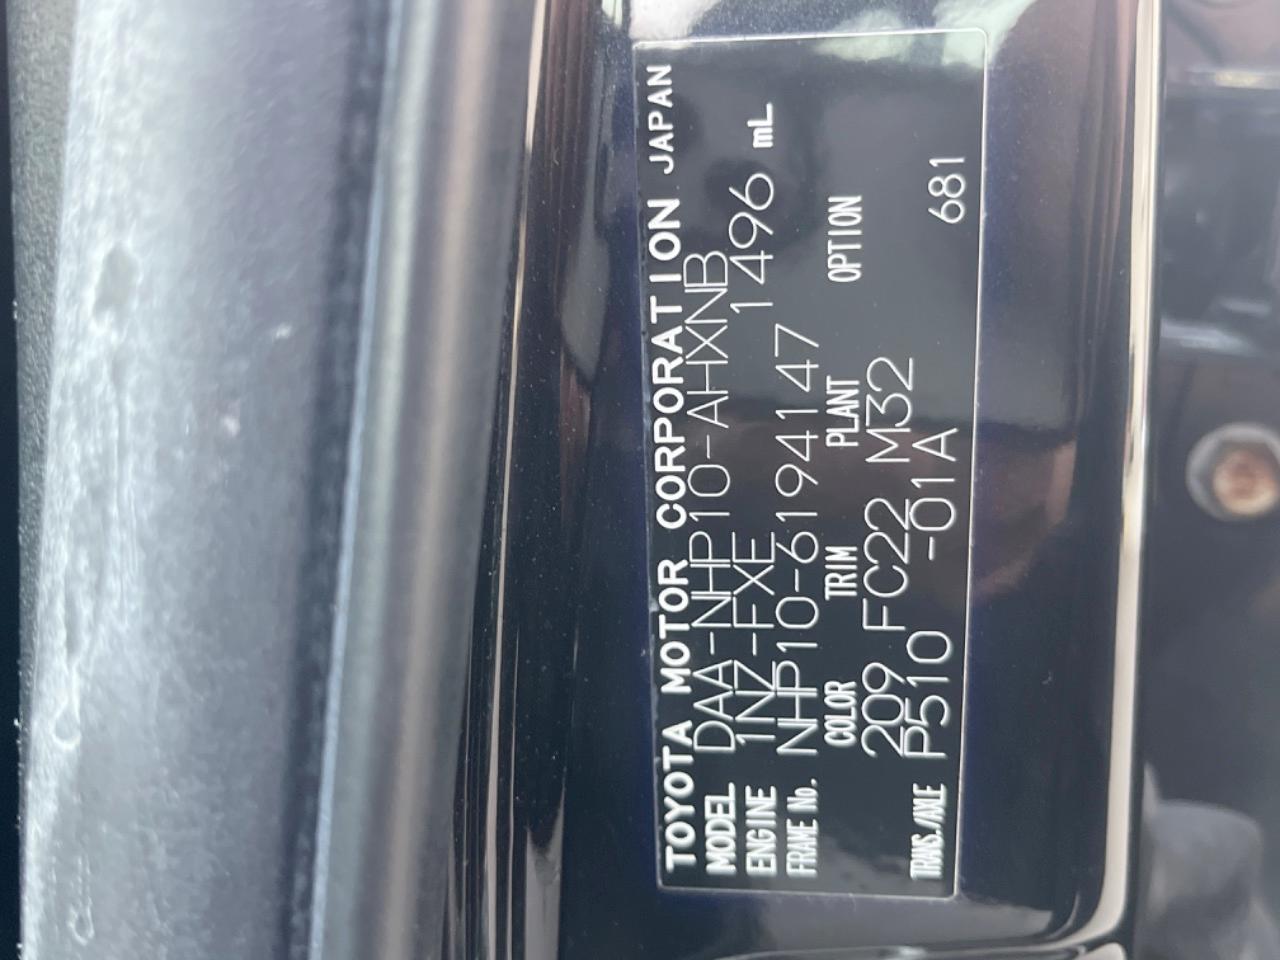 TOYOTA MOTOR CORPORATION JAPAN
MODEL DAA-NHP10-AHXNB
ENGINE 1NZ-FXE 1496 mL
FRAME No. NHP10-6194147
COLOR TRIM PLANT OPTION
209 FC22 M32
TRANS./AXLE P510 -01A 681